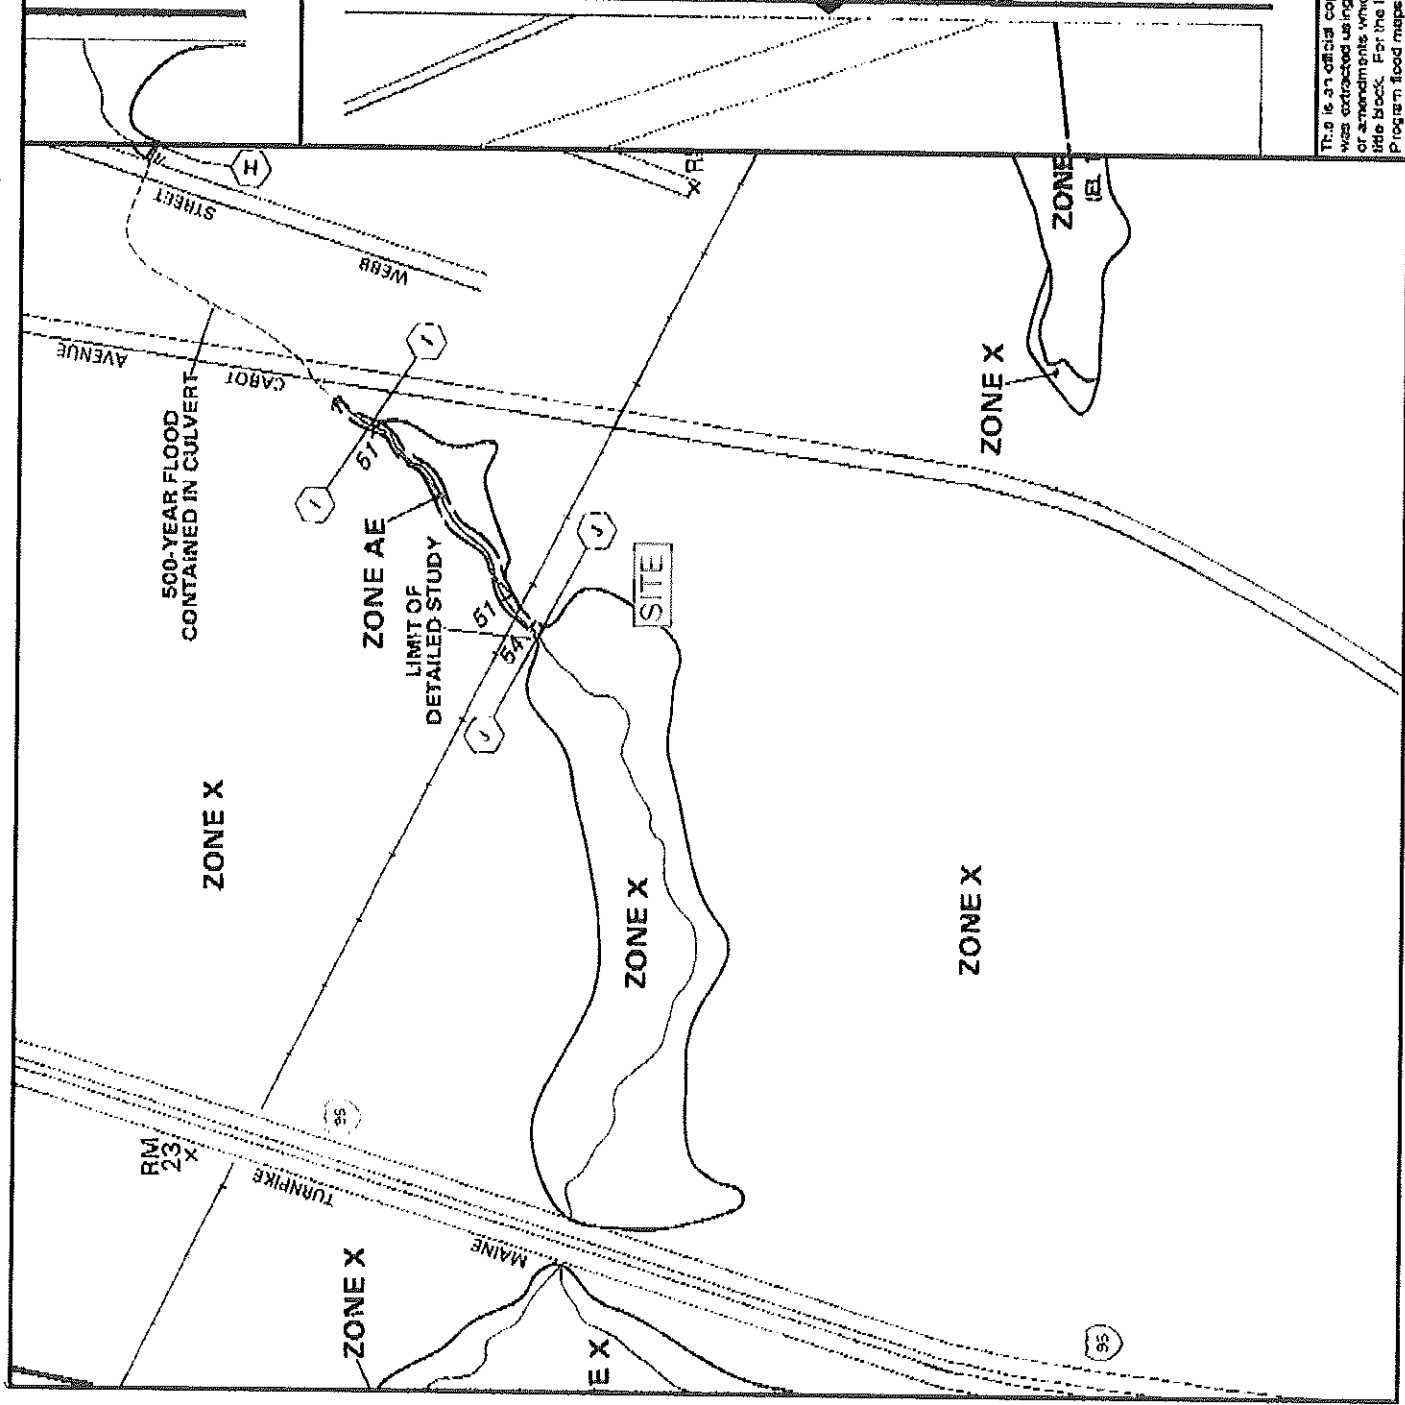 This is an official co
was extracted using
or amendments wh
title block. For the l
Program flood maps
H
STREET
WEBB
AVENUE
CABOT
500-YEAR FLOOD
CONTAINED IN CULVERT
I
I
51
ZONE AE
LIMIT OF
DETAILED STUDY
51
54
J
J
SITE
ZONE
(EL
ZONE X
ZONE X
ZONE X
ZONE X
RM
23
X
95
TURNPIKE
MAINE
ZONE X
E X
95